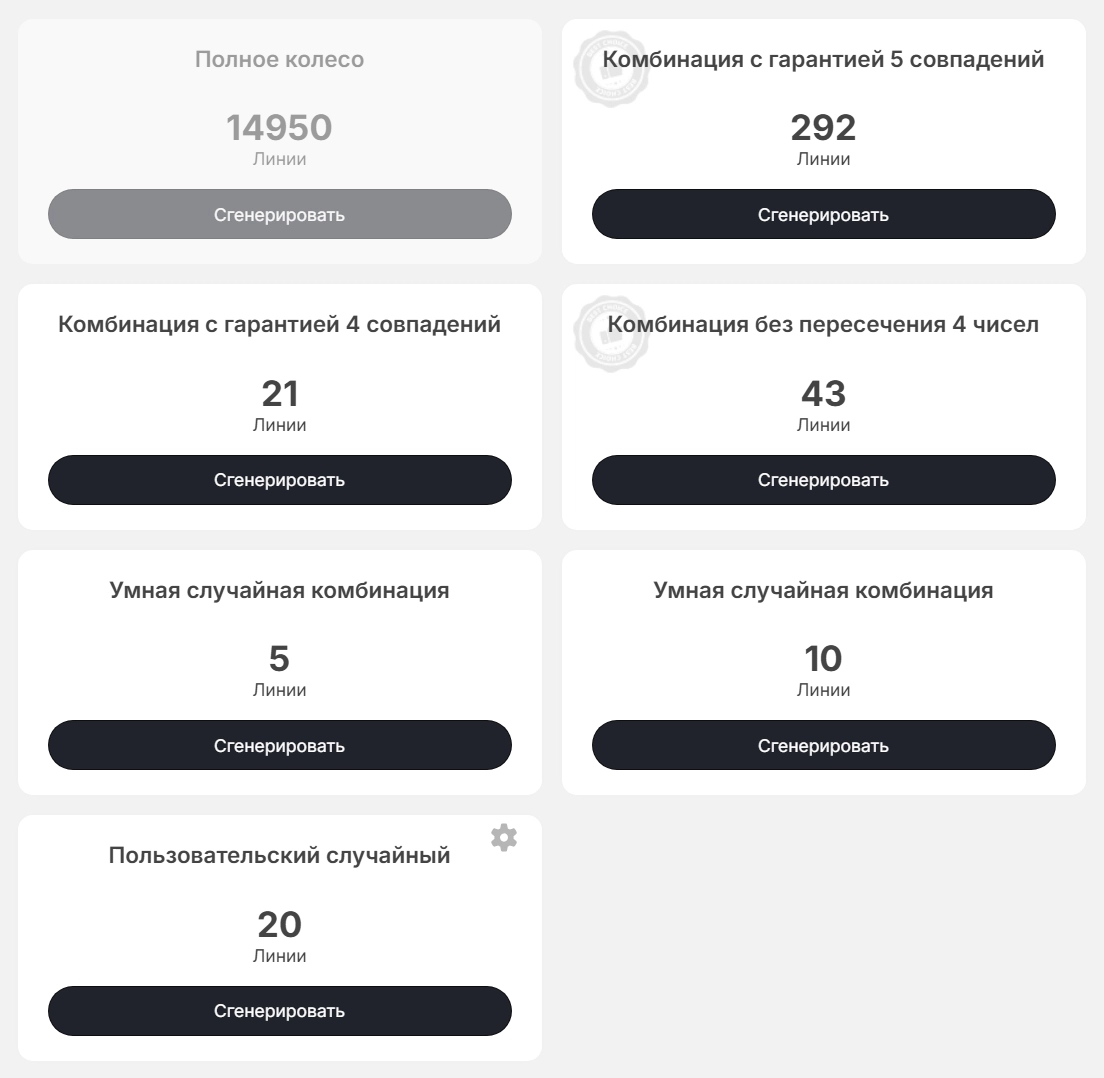 Полное колесо
14950
Линии
Сгенерировать
Комбинация с гарантией 5 совпадений
292
Линии
Сгенерировать
Комбинация с гарантией 4 совпадений
21
Линии
Сгенерировать
Комбинация без пересечения 4 чисел
43
Линии
Сгенерировать
Умная случайная комбинация
5
Линии
Сгенерировать
Умная случайная комбинация
10
Линии
Сгенерировать
Пользовательский случайный
20
Линии
Сгенерировать